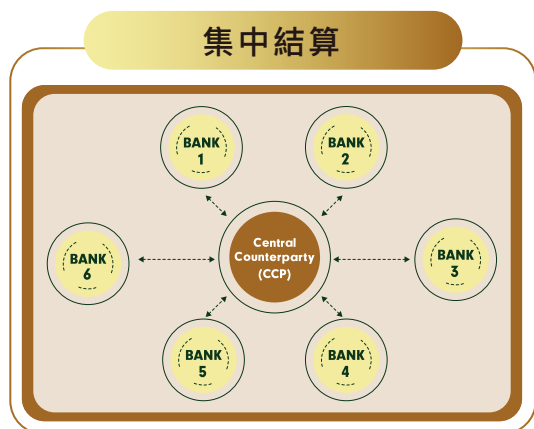 集中結算
BANK
1
BANK
2
Central
Counterparty
(CCP)
BANK
6
BANK
3
BANK
5
BANK
4